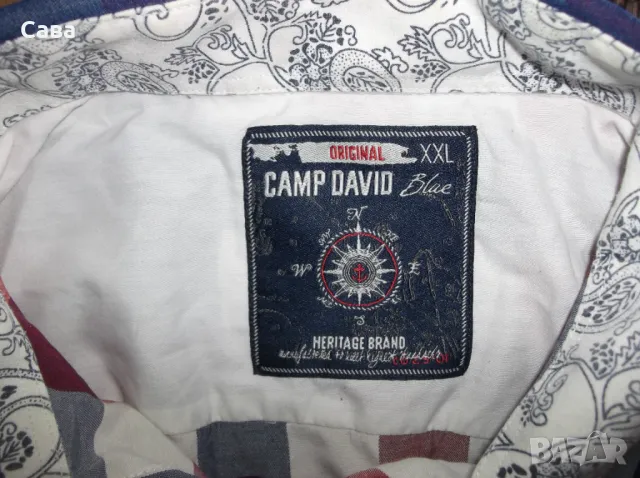 Сава
ORIGINAL XXL
CAMP DAVID Blue
N
W E
S
HERITAGE BRAND
BAZAR